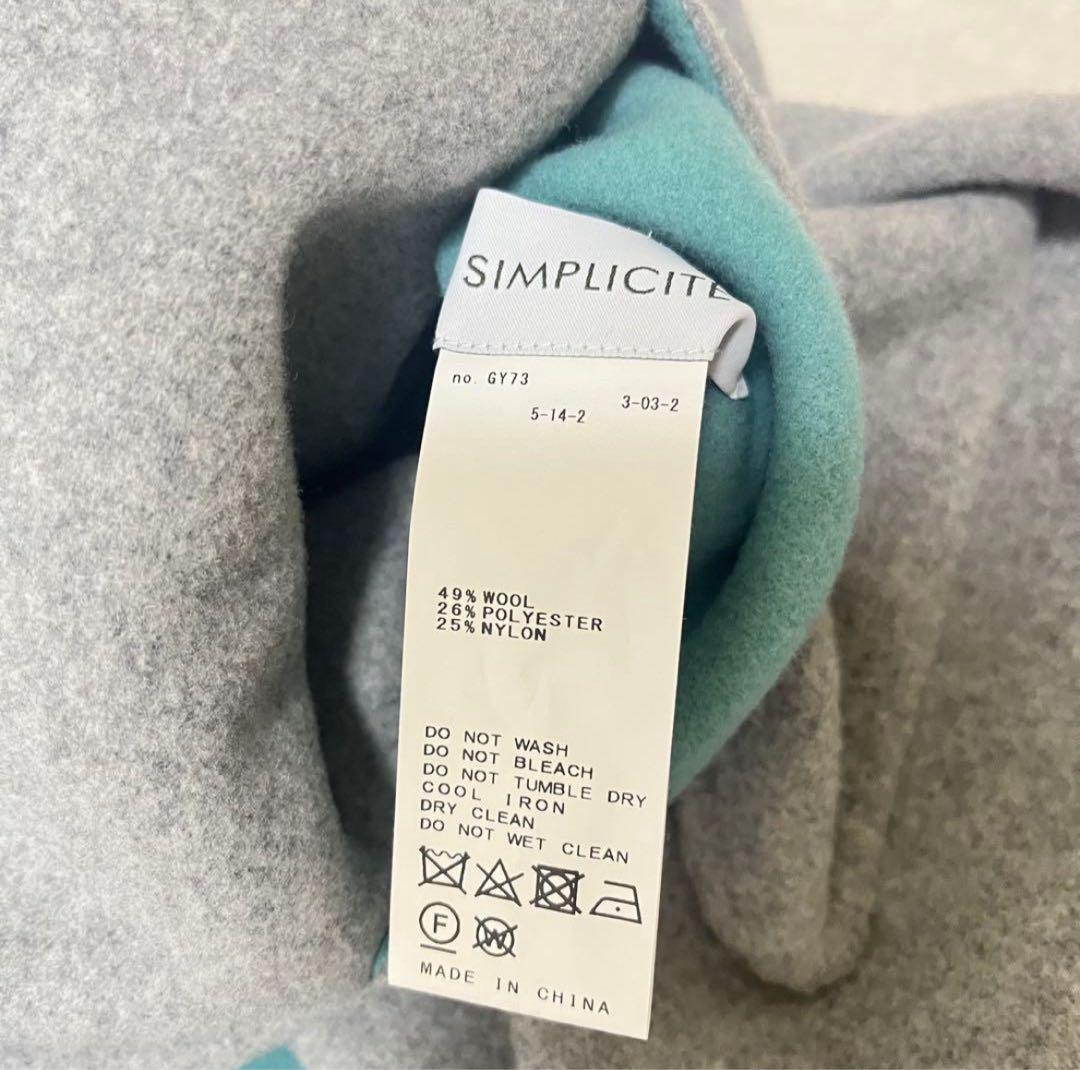 SIMPLICITE
no. GY73
3-03-2
5-14-2
49% WOOL
26% POLYESTER
25% NYLON
DO NOT WASH
DO NOT BLEACH
DO NOT TUMBLE DRY
COOL IRON
DRY CLEAN
DO NOT WET CLEAN
F W
MADE IN CHINA